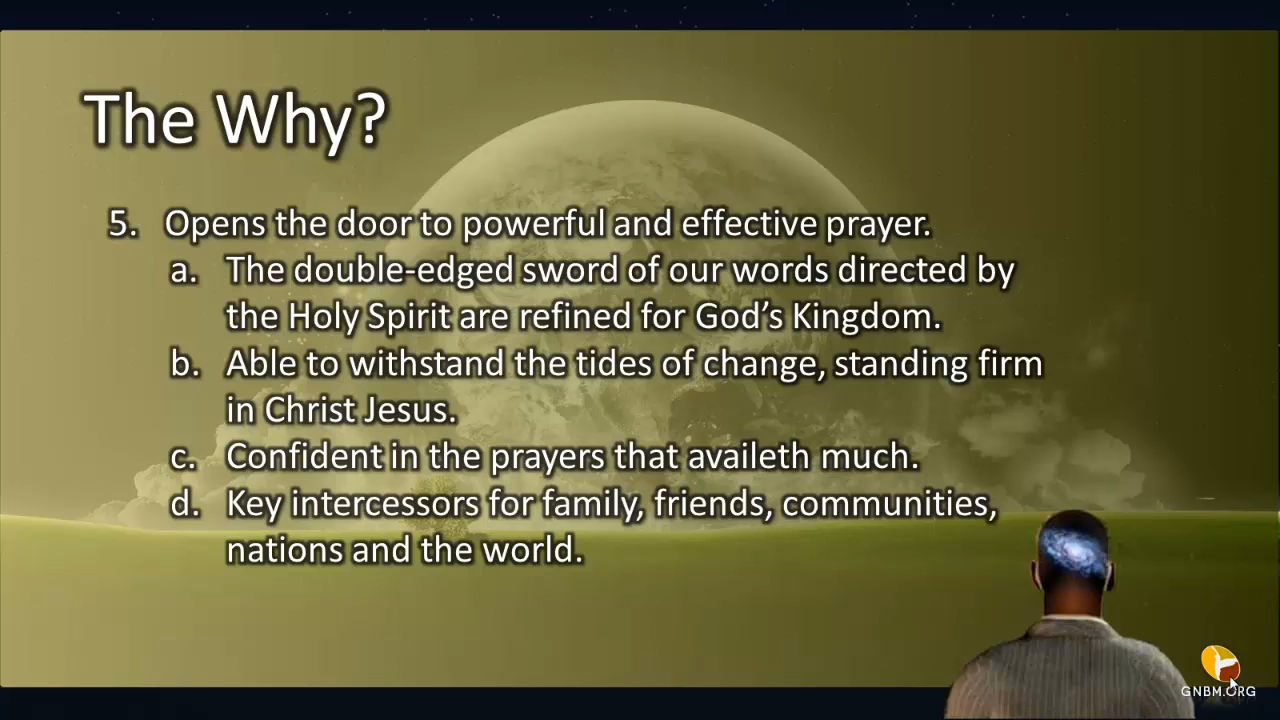 The Why?
5. Opens the door to powerful and effective prayer.
a. The double-edged sword of our words directed by
the Holy Spirit are refined for God’s Kingdom.
b. Able to withstand the tides of change, standing firm
in Christ Jesus.
c. Confident in the prayers that availeth much.
d. Key intercessors for family, friends, communities,
nations and the world.
GNBM.ORG